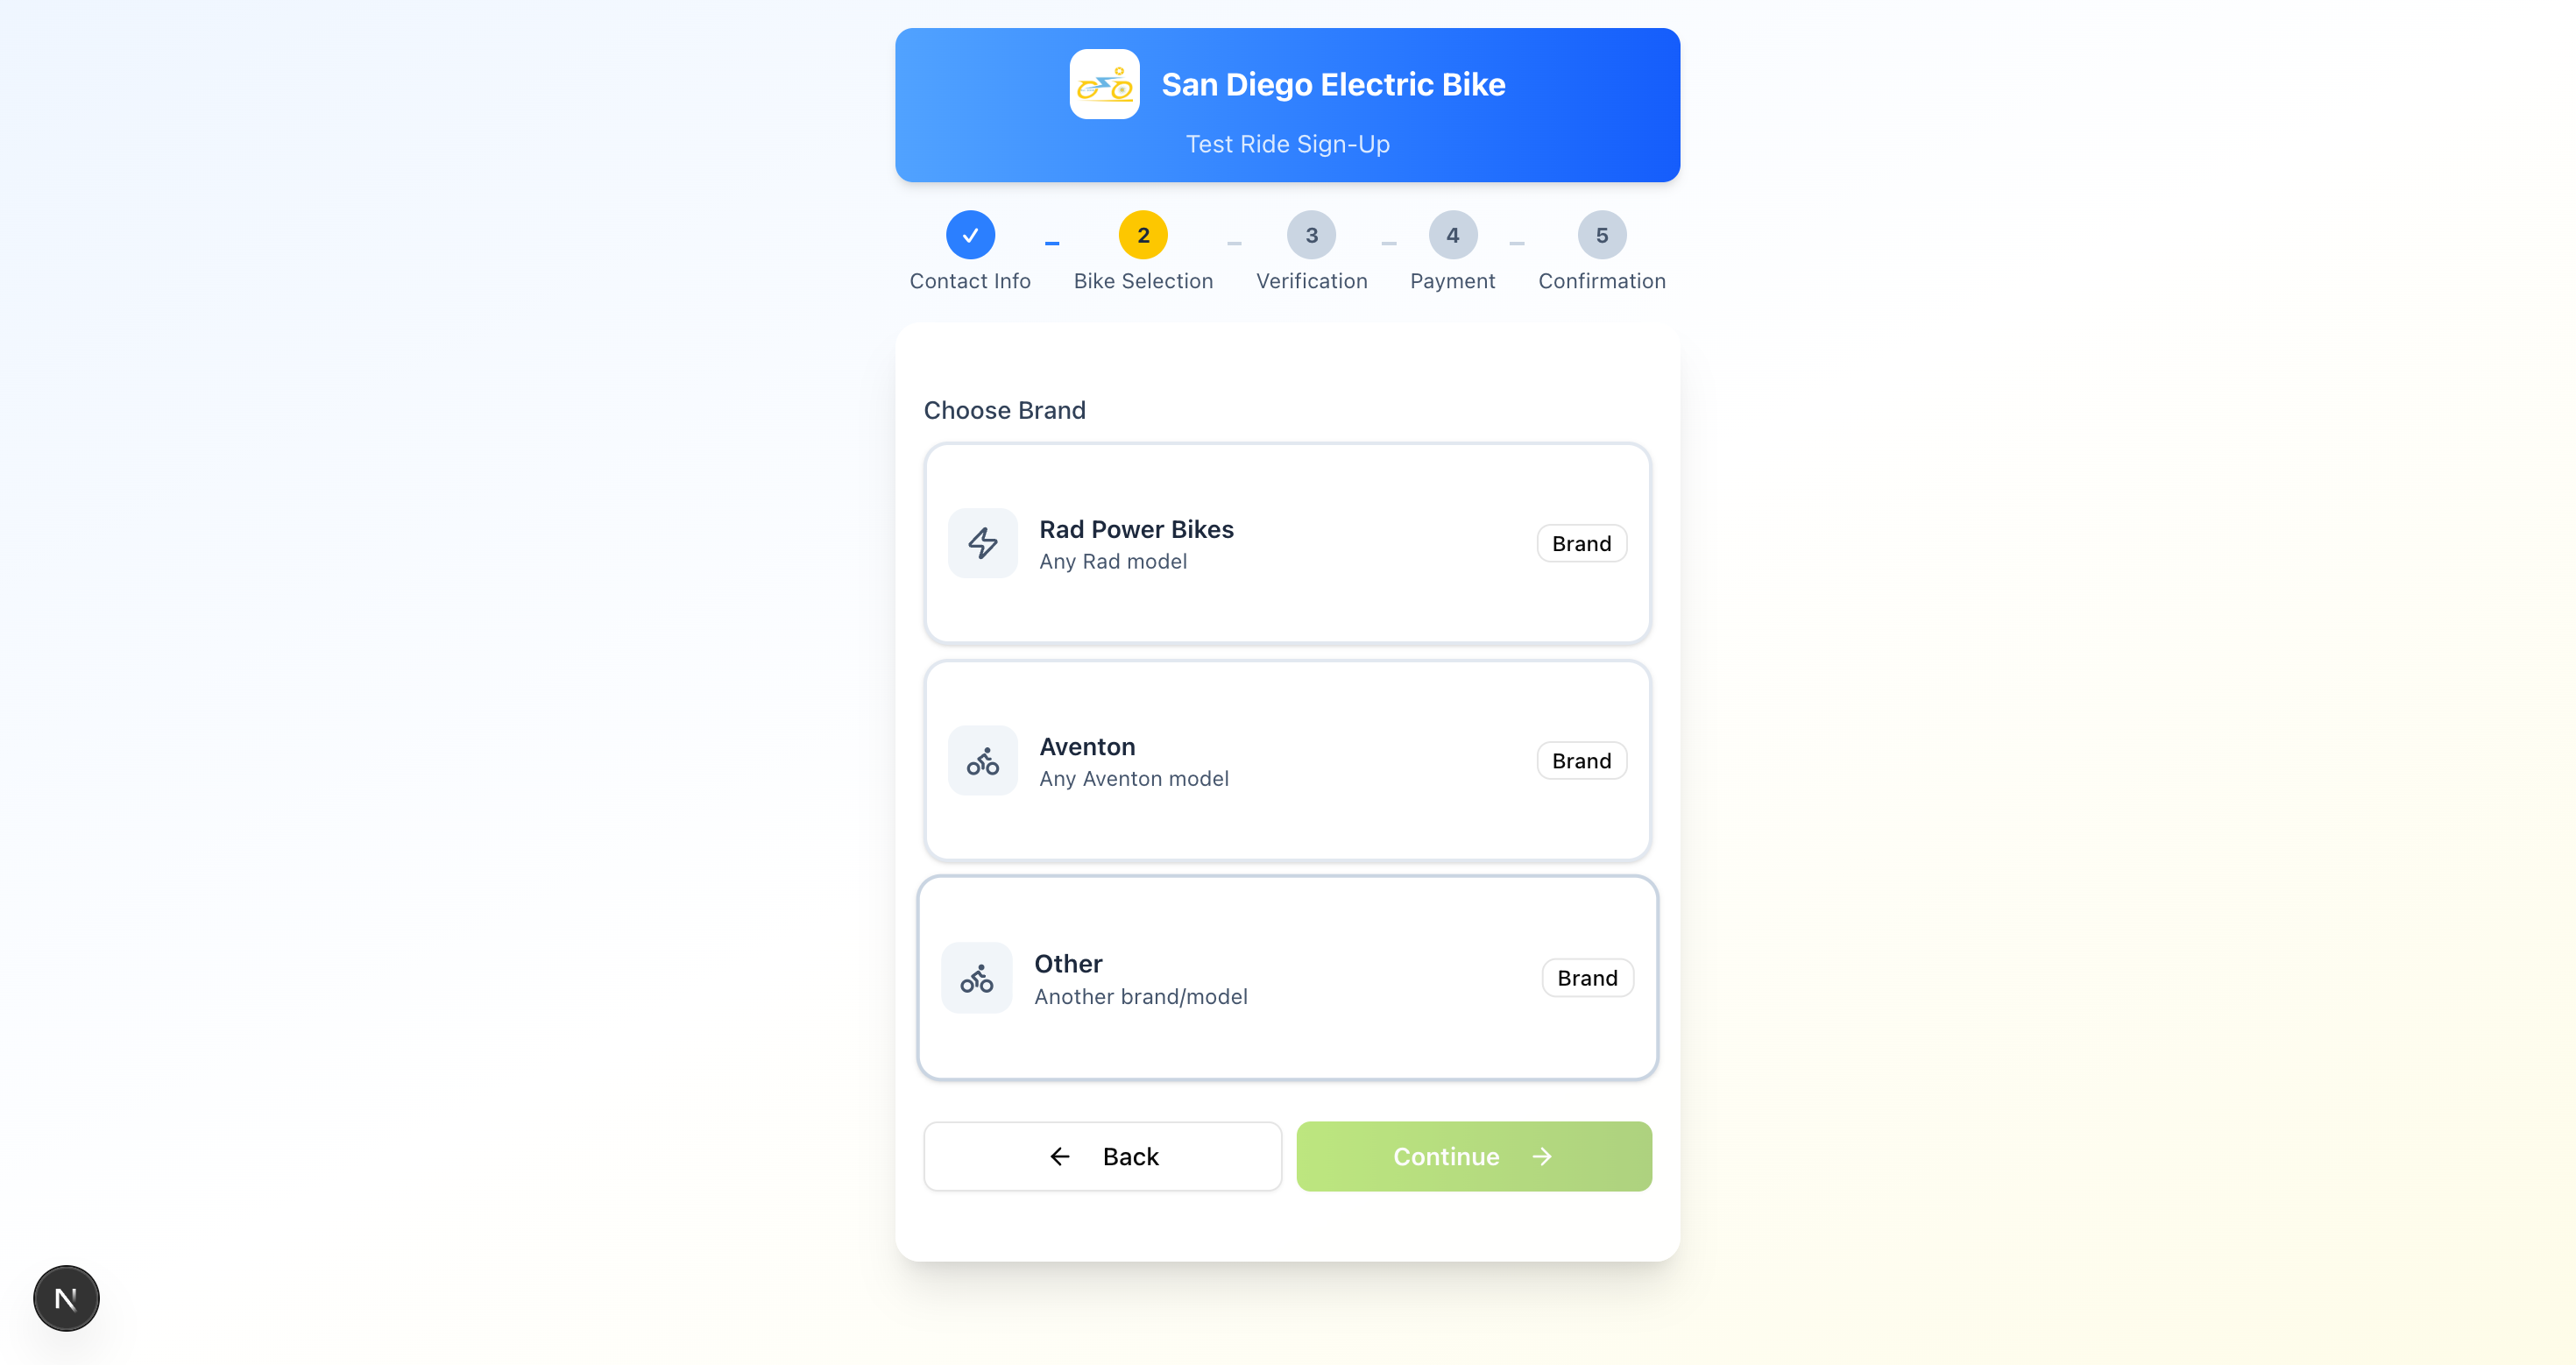 San Diego Electric Bike
Test Ride Sign-Up
2
3
4
5
Contact Info
Bike Selection
Verification
Payment
Confirmation
Choose Brand
Rad Power Bikes
Any Rad model
Brand
Aventon
Any Aventon model
Brand
Other
Another brand/model
Brand
Back
Continue
N